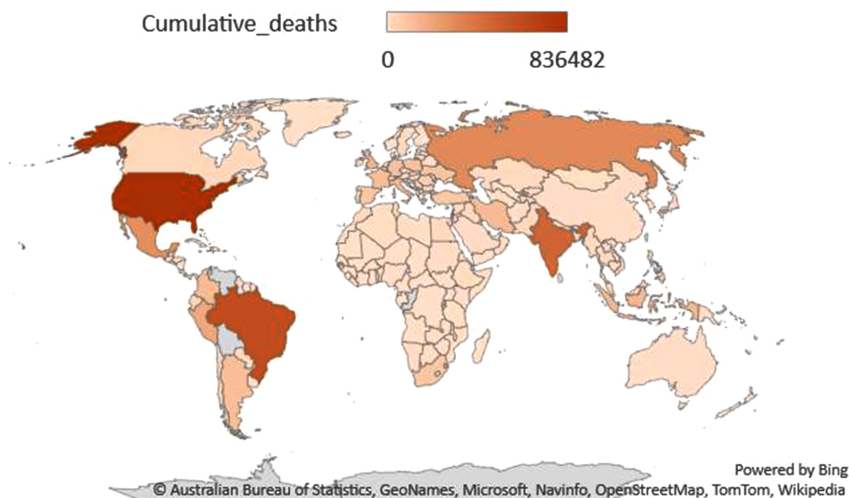 Cumulative_deaths
0 836482
Powered by Bing
© Australian Bureau of Statistics, GeoNames, Microsoft, Navinfo, OpenStreetMap, TomTom, Wikipedia